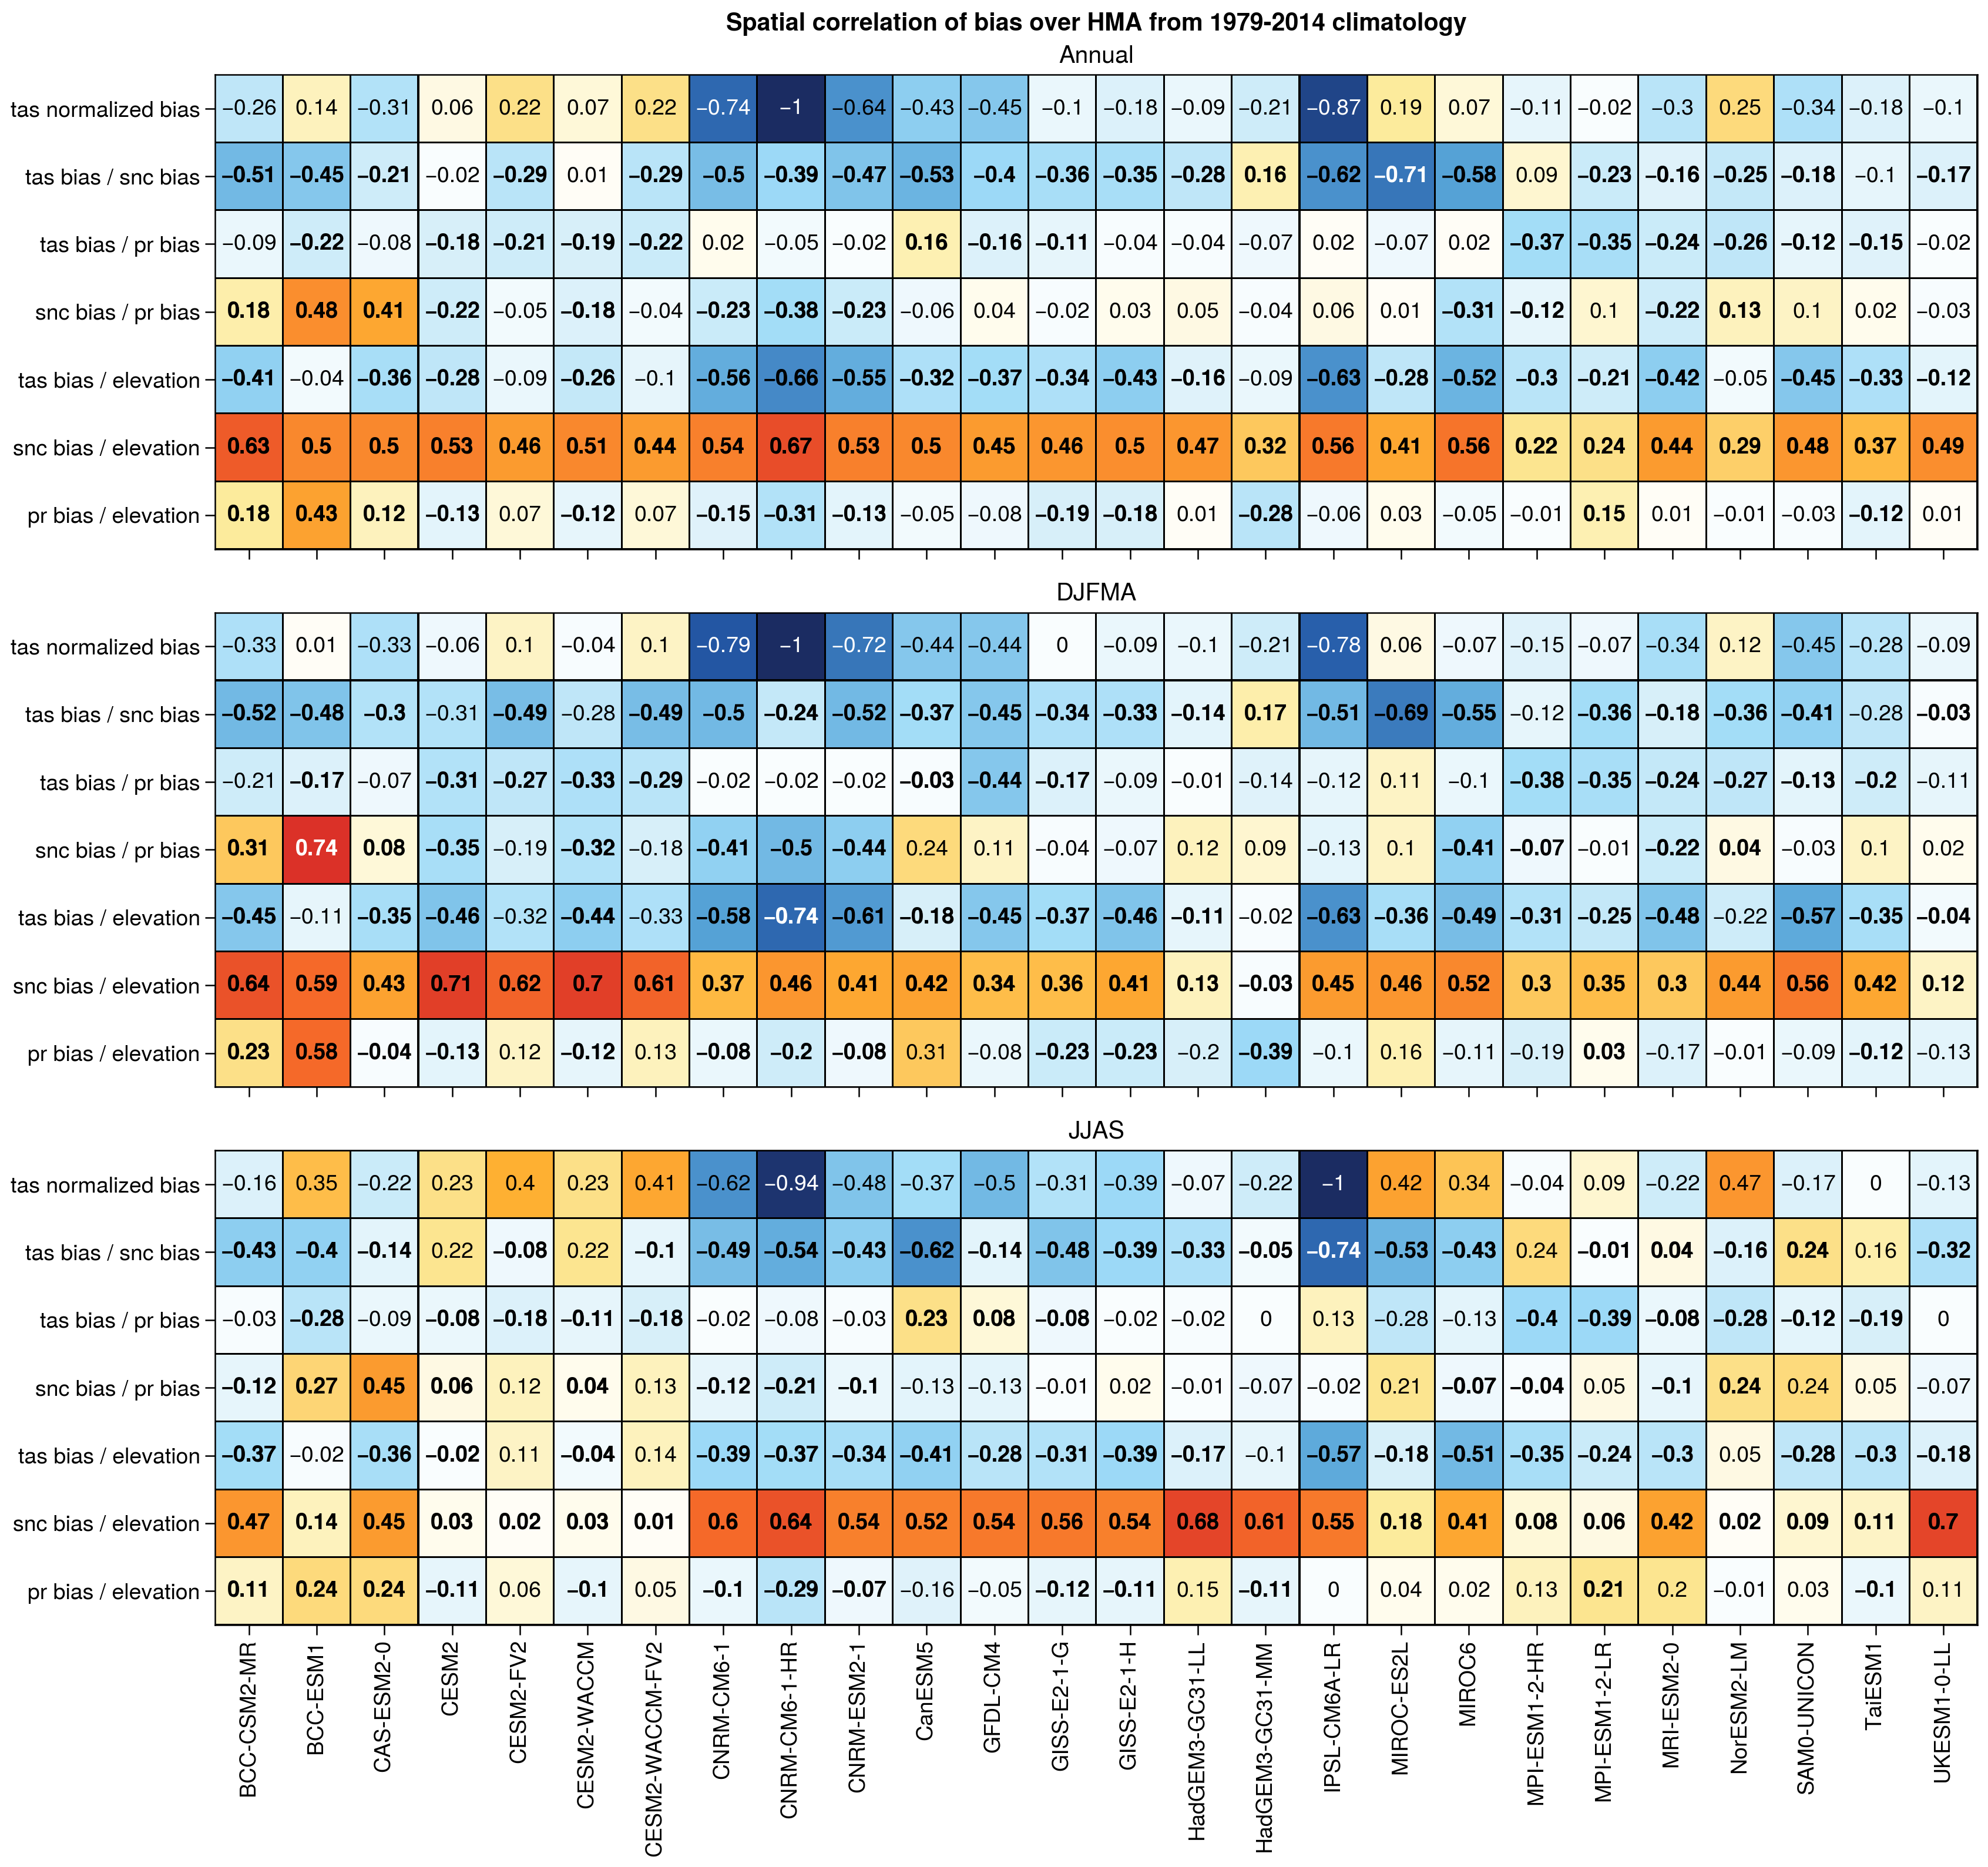 Spatial correlation of bias over HMA from 1979-2014 climatology
Annual
tas normalized bias −0.26 0.14 −0.31 0.06 0.22 0.07 0.22 −0.74 −1 −0.64 −0.43 −0.45 −0.1 −0.18 −0.09 −0.21 −0.87 0.19 0.07 −0.11 −0.02 −0.3 0.25 −0.34 −0.18 −0.1
tas bias / snc bias −0.51 −0.45 −0.21 −0.02 −0.29 0.01 −0.29 −0.5 −0.39 −0.47 −0.53 −0.4 −0.36 −0.35 −0.28 0.16 −0.62 −0.71 −0.58 0.09 −0.23 −0.16 −0.25 −0.18 −0.1 −0.17
tas bias / pr bias −0.09 −0.22 −0.08 −0.18 −0.21 −0.19 −0.22 0.02 −0.05 −0.02 0.16 −0.16 −0.11 −0.04 −0.04 −0.07 0.02 −0.07 0.02 −0.37 −0.35 −0.24 −0.26 −0.12 −0.15 −0.02
snc bias / pr bias 0.18 0.48 0.41 −0.22 −0.05 −0.18 −0.04 −0.23 −0.38 −0.23 −0.06 0.04 −0.02 0.03 0.05 −0.04 0.06 0.01 −0.31 −0.12 0.1 −0.22 0.13 0.1 0.02 −0.03
tas bias / elevation −0.41 −0.04 −0.36 −0.28 −0.09 −0.26 −0.1 −0.56 −0.66 −0.55 −0.32 −0.37 −0.34 −0.43 −0.16 −0.09 −0.63 −0.28 −0.52 −0.3 −0.21 −0.42 −0.05 −0.45 −0.33 −0.12
snc bias / elevation 0.63 0.5 0.5 0.53 0.46 0.51 0.44 0.54 0.67 0.53 0.5 0.45 0.46 0.5 0.47 0.32 0.56 0.41 0.56 0.22 0.24 0.44 0.29 0.48 0.37 0.49
pr bias / elevation 0.18 0.43 0.12 −0.13 0.07 −0.12 0.07 −0.15 −0.31 −0.13 −0.05 −0.08 −0.19 −0.18 0.01 −0.28 −0.06 0.03 −0.05 −0.01 0.15 0.01 −0.01 −0.03 −0.12 0.01
DJFMA
tas normalized bias −0.33 0.01 −0.33 −0.06 0.1 −0.04 0.1 −0.79 −1 −0.72 −0.44 −0.44 0 −0.09 −0.1 −0.21 −0.78 0.06 −0.07 −0.15 −0.07 −0.34 0.12 −0.45 −0.28 −0.09
tas bias / snc bias −0.52 −0.48 −0.3 −0.31 −0.49 −0.28 −0.49 −0.5 −0.24 −0.52 −0.37 −0.45 −0.34 −0.33 −0.14 0.17 −0.51 −0.69 −0.55 −0.12 −0.36 −0.18 −0.36 −0.41 −0.28 −0.03
tas bias / pr bias −0.21 −0.17 −0.07 −0.31 −0.27 −0.33 −0.29 −0.02 −0.02 −0.02 −0.03 −0.44 −0.17 −0.09 −0.01 −0.14 −0.12 0.11 −0.1 −0.38 −0.35 −0.24 −0.27 −0.13 −0.2 −0.11
snc bias / pr bias 0.31 0.74 0.08 −0.35 −0.19 −0.32 −0.18 −0.41 −0.5 −0.44 0.24 0.11 −0.04 −0.07 0.12 0.09 −0.13 0.1 −0.41 −0.07 −0.01 −0.22 0.04 −0.03 0.1 0.02
tas bias / elevation −0.45 −0.11 −0.35 −0.46 −0.32 −0.44 −0.33 −0.58 −0.74 −0.61 −0.18 −0.45 −0.37 −0.46 −0.11 −0.02 −0.63 −0.36 −0.49 −0.31 −0.25 −0.48 −0.22 −0.57 −0.35 −0.04
snc bias / elevation 0.64 0.59 0.43 0.71 0.62 0.7 0.61 0.37 0.46 0.41 0.42 0.34 0.36 0.41 0.13 −0.03 0.45 0.46 0.52 0.3 0.35 0.3 0.44 0.56 0.42 0.12
pr bias / elevation 0.23 0.58 −0.04 −0.13 0.12 −0.12 0.13 −0.08 −0.2 −0.08 0.31 −0.08 −0.23 −0.23 −0.2 −0.39 −0.1 0.16 −0.11 −0.19 0.03 −0.17 −0.01 −0.09 −0.12 −0.13
JJAS
tas normalized bias −0.16 0.35 −0.22 0.23 0.4 0.23 0.41 −0.62 −0.94 −0.48 −0.37 −0.5 −0.31 −0.39 −0.07 −0.22 −1 0.42 0.34 −0.04 0.09 −0.22 0.47 −0.17 0 −0.13
tas bias / snc bias −0.43 −0.4 −0.14 0.22 −0.08 0.22 −0.1 −0.49 −0.54 −0.43 −0.62 −0.14 −0.48 −0.39 −0.33 −0.05 −0.74 −0.53 −0.43 0.24 −0.01 0.04 −0.16 0.24 0.16 −0.32
tas bias / pr bias −0.03 −0.28 −0.09 −0.08 −0.18 −0.11 −0.18 −0.02 −0.08 −0.03 0.23 0.08 −0.08 −0.02 −0.02 0 0.13 −0.28 −0.13 −0.4 −0.39 −0.08 −0.28 −0.12 −0.19 0
snc bias / pr bias −0.12 0.27 0.45 0.06 0.12 0.04 0.13 −0.12 −0.21 −0.1 −0.13 −0.13 −0.01 0.02 −0.01 −0.07 −0.02 0.21 −0.07 −0.04 0.05 −0.1 0.24 0.24 0.05 −0.07
tas bias / elevation −0.37 −0.02 −0.36 −0.02 0.11 −0.04 0.14 −0.39 −0.37 −0.34 −0.41 −0.28 −0.31 −0.39 −0.17 −0.1 −0.57 −0.18 −0.51 −0.35 −0.24 −0.3 0.05 −0.28 −0.3 −0.18
snc bias / elevation 0.47 0.14 0.45 0.03 0.02 0.03 0.01 0.6 0.64 0.54 0.52 0.54 0.56 0.54 0.68 0.61 0.55 0.18 0.41 0.08 0.06 0.42 0.02 0.09 0.11 0.7
pr bias / elevation 0.11 0.24 0.24 −0.11 0.06 −0.1 0.05 −0.1 −0.29 −0.07 −0.16 −0.05 −0.12 −0.11 0.15 −0.11 0 0.04 0.02 0.13 0.21 0.2 −0.01 0.03 −0.1 0.11
BCC-CSM2-MR
BCC-ESM1
CAS-ESM2-0
CESM2
CESM2-FV2
CESM2-WACCM
CESM2-WACCM-FV2
CNRM-CM6-1
CNRM-CM6-1-HR
CNRM-ESM2-1
CanESM5
GFDL-CM4
GISS-E2-1-G
GISS-E2-1-H
HadGEM3-GC31-LL
HadGEM3-GC31-MM
IPSL-CM6A-LR
MIROC-ES2L
MIROC6
MPI-ESM1-2-HR
MPI-ESM1-2-LR
MRI-ESM2-0
NorESM2-LM
SAM0-UNICON
TaiESM1
UKESM1-0-LL